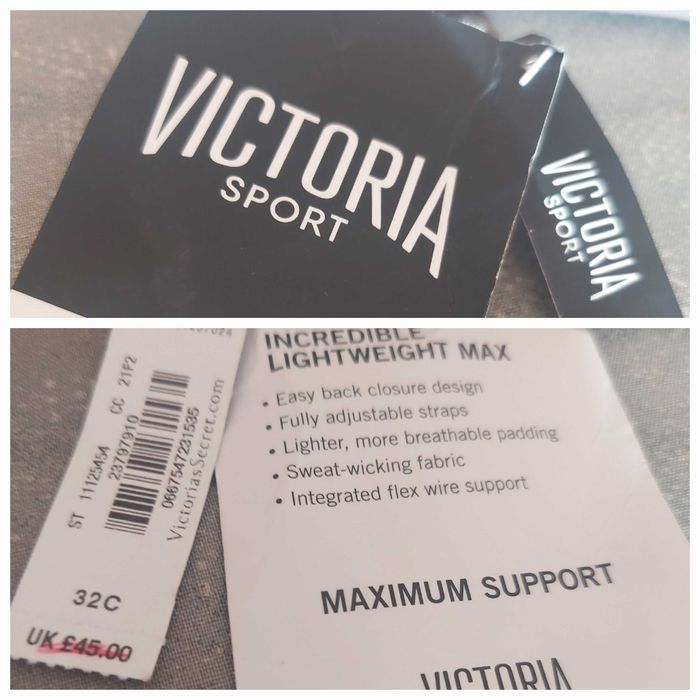 VICTORIA
SPORT
VICTORIA
SPORT
ST 11125454 CC 21F2
23797910
0667547231535
VictoriasSecret.com
32C
UK £45.00
INCREDIBLE
LIGHTWEIGHT MAX
• Easy back closure design
• Fully adjustable straps
• Lighter, more breathable padding
• Sweat-wicking fabric
• Integrated flex wire support
MAXIMUM SUPPORT
VICTORIA